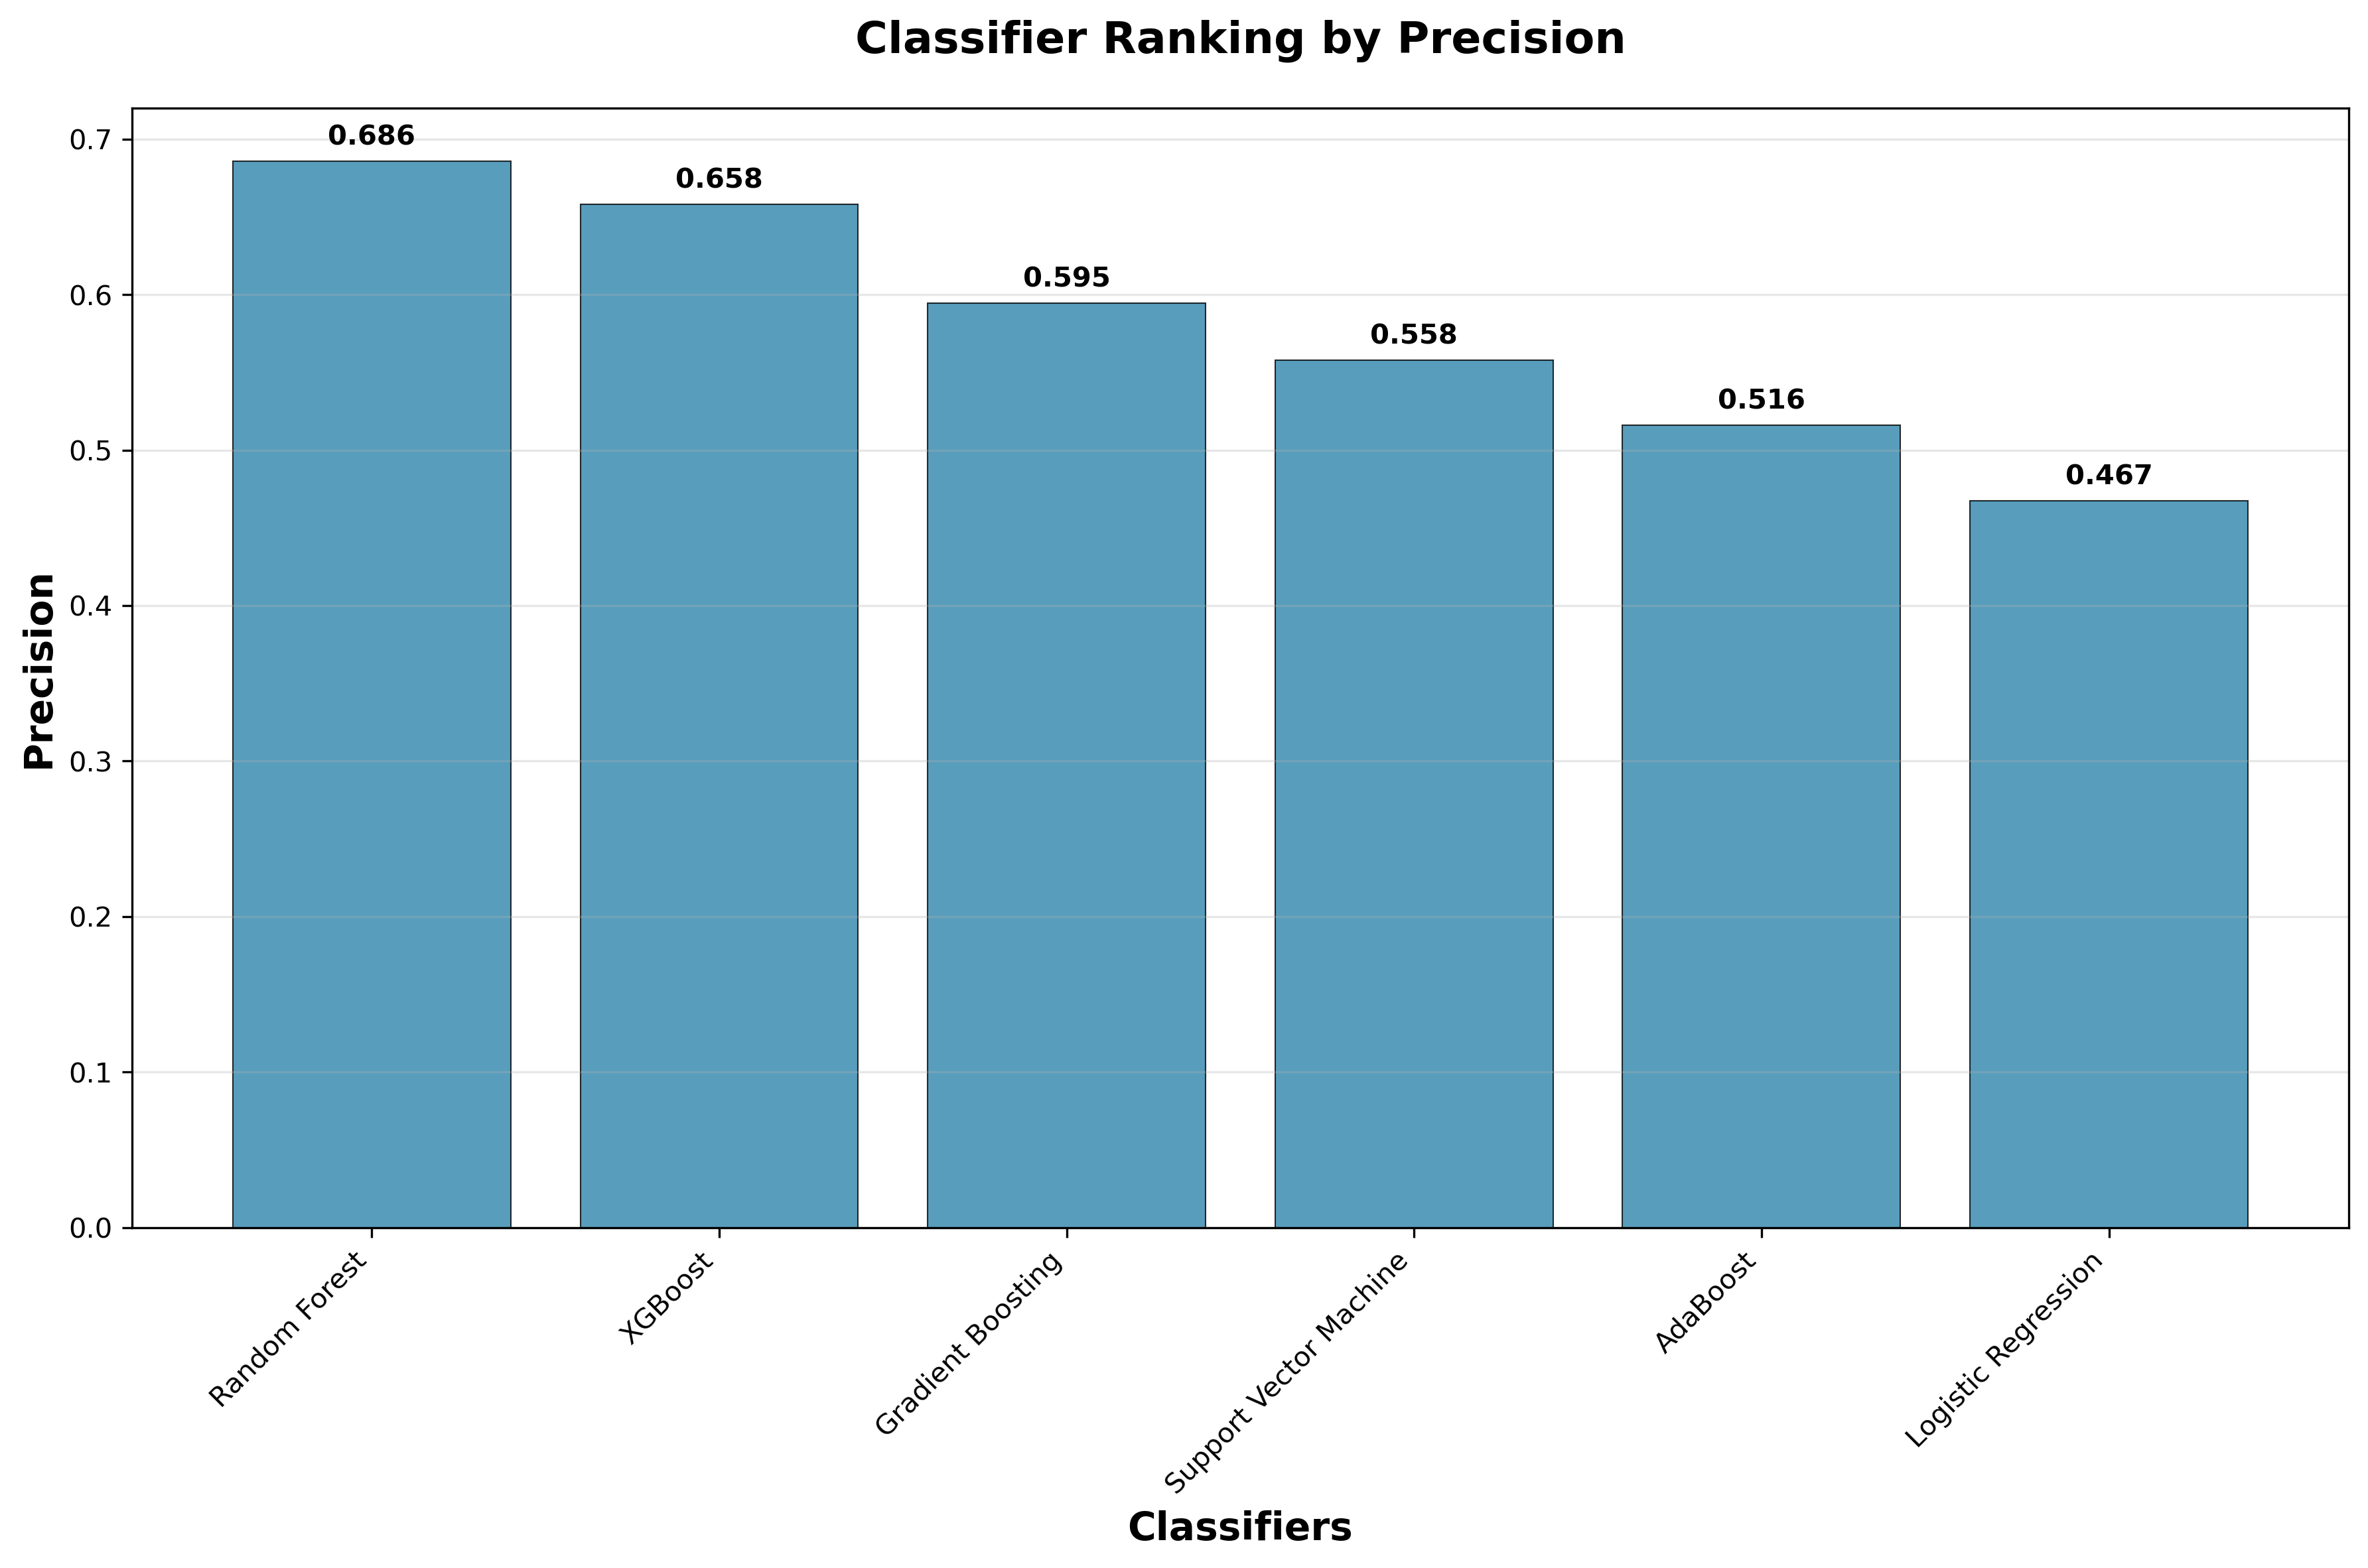 Classifier Ranking by Precision
Precision
0.7
0.6
0.5
0.4
0.3
0.2
0.1
0.0
0.686
0.658
0.595
0.558
0.516
0.467
Random Forest
XGBoost
Gradient Boosting
Support Vector Machine
AdaBoost
Logistic Regression
Classifiers